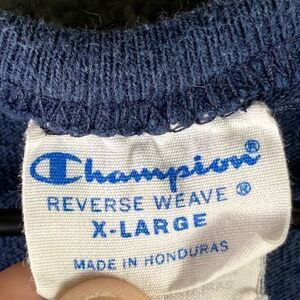 Champion®
REVERSE WEAVE ®
X-LARGE
MADE IN HONDURAS